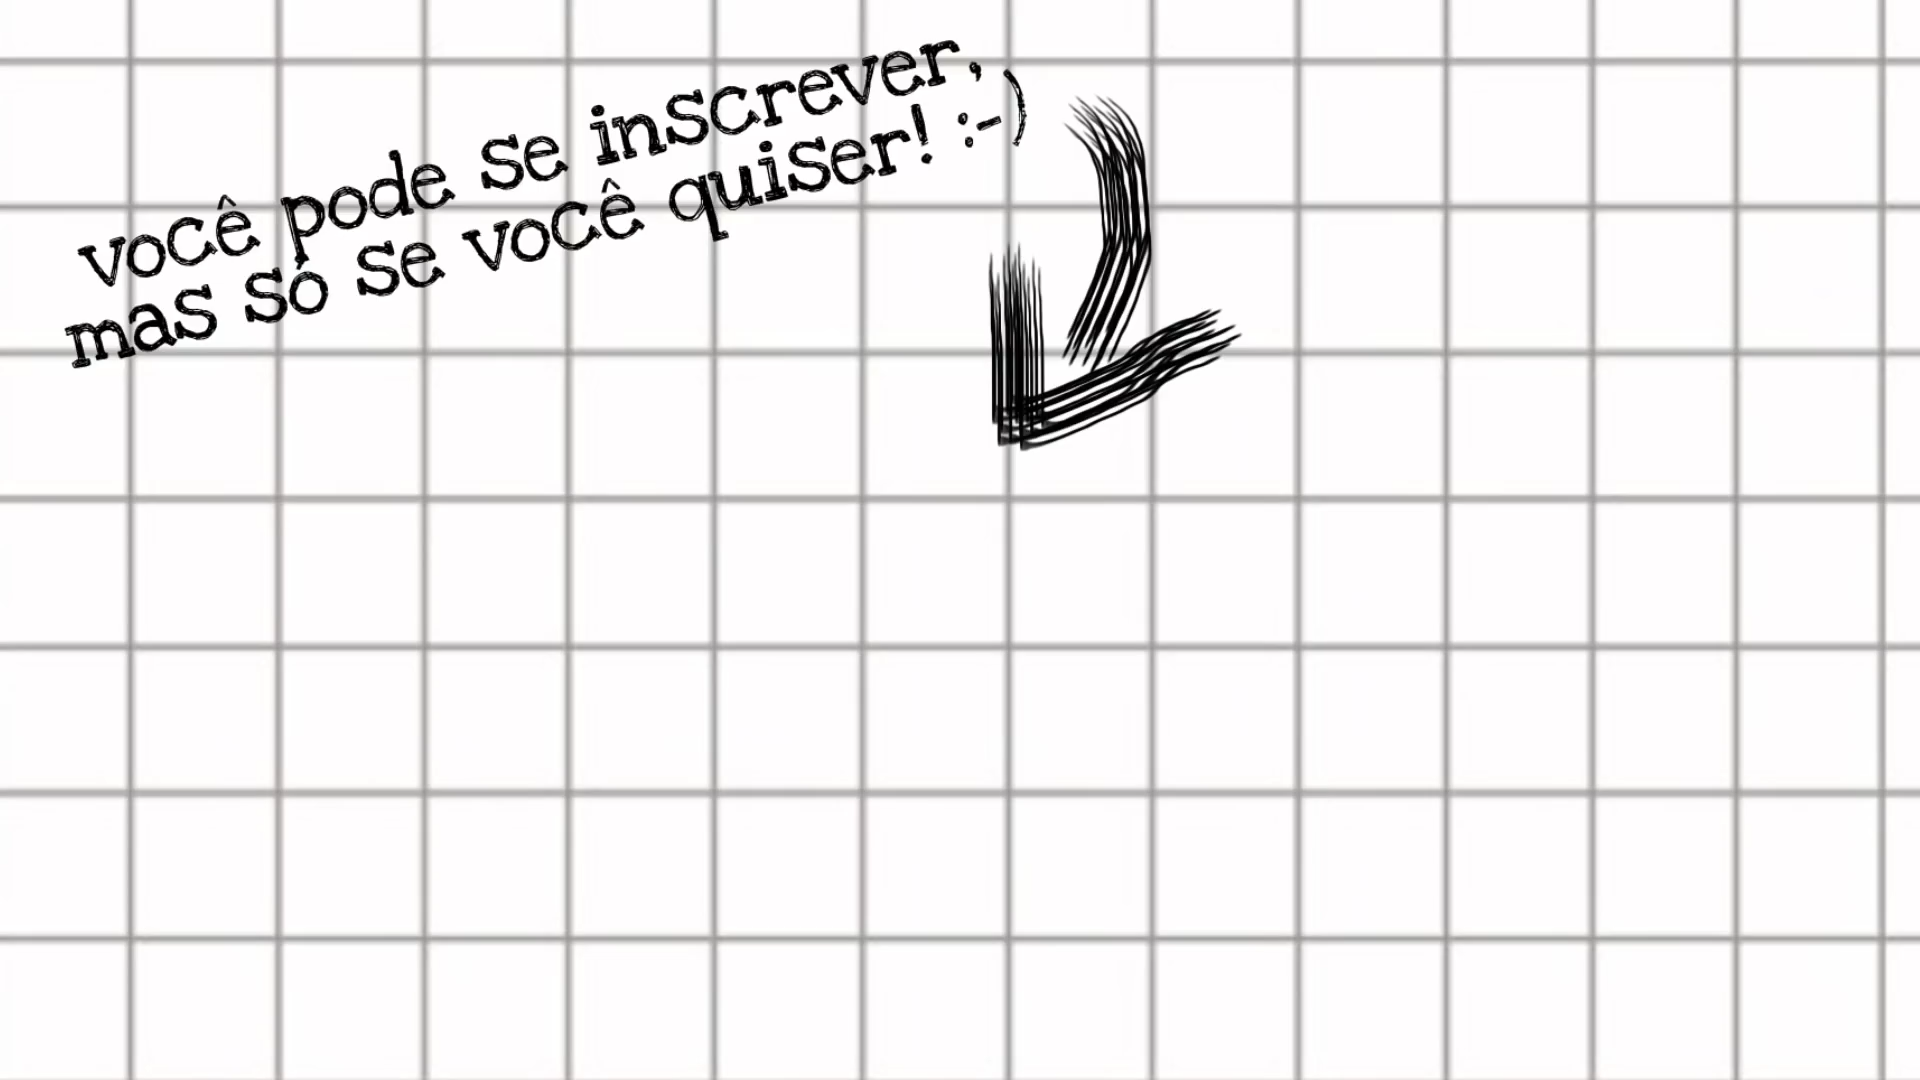 você pode se inscrever,
mas só se você quiser! :-)